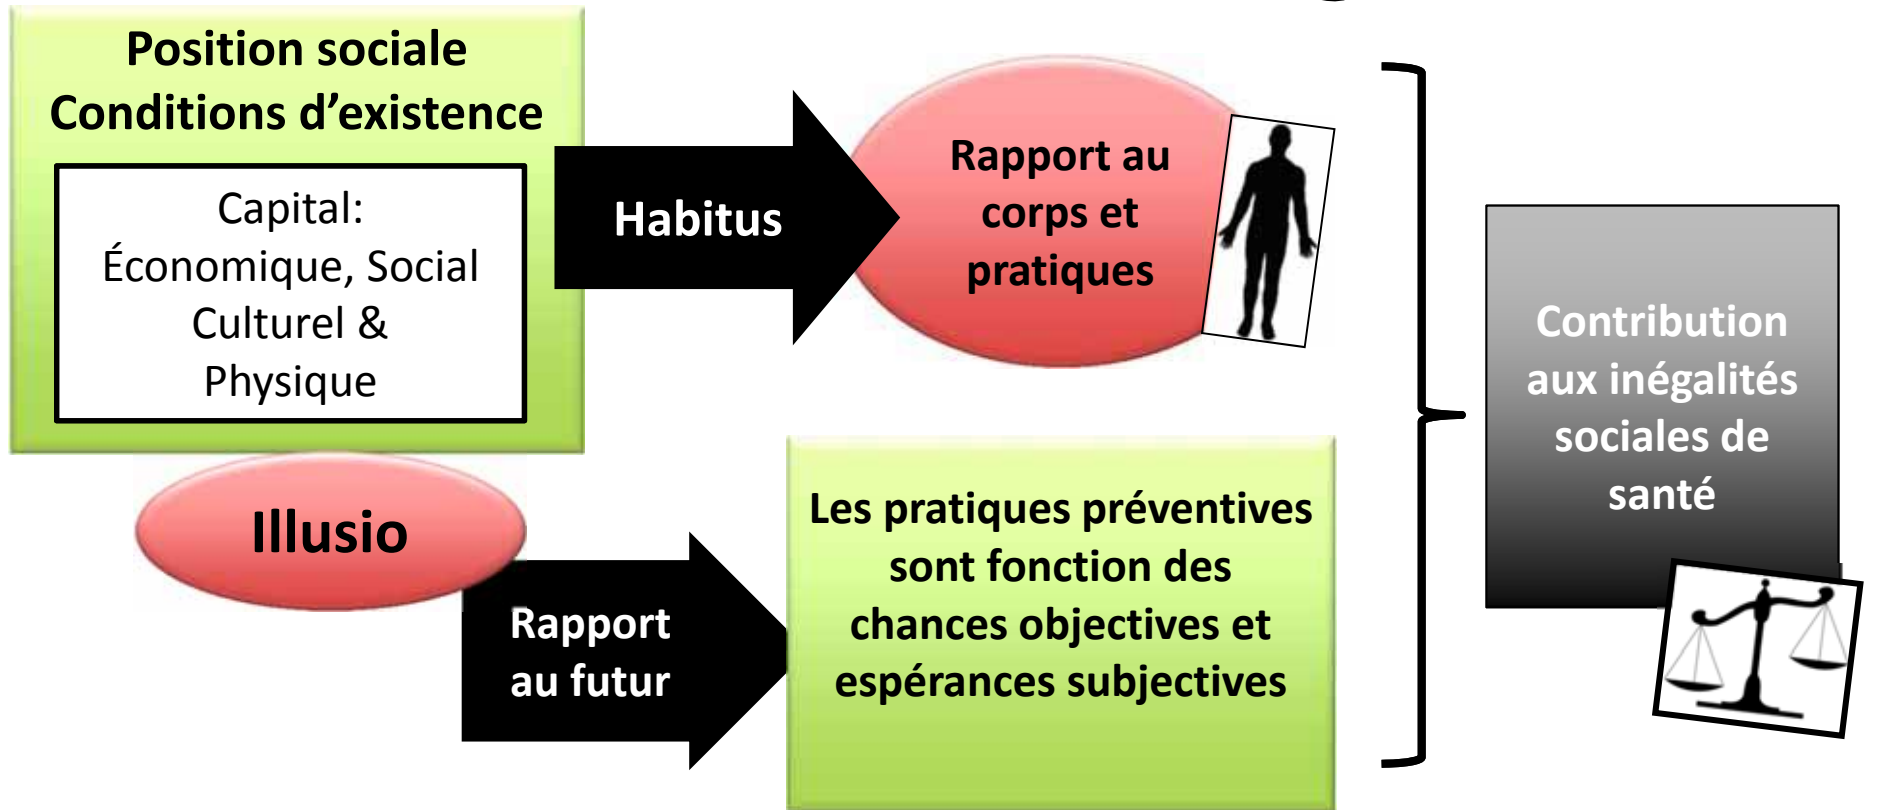 Position sociale
Conditions d’existence
Capital:
Économique, Social
Culturel &
Physique
Habitus
Rapport au
corps et
pratiques
Illusio
Rapport
au futur
Les pratiques préventives
sont fonction des
chances objectives et
espérances subjectives
Contribution
aux inégalités
sociales de
santé